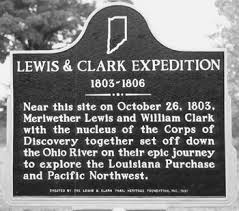 LEWIS & CLARK EXPEDITION
1803-1806
Near this site on October 26, 1803,
Meriwether Lewis and William Clark
with the nucleus of the Corps of
Discovery together set off down
the Ohio River on their epic journey
to explore the Louisiana Purchase
and Pacific Northwest.
CREATED BY THE LEWIS & CLARK TRAIL HERITAGE FOUNDATION, INC.